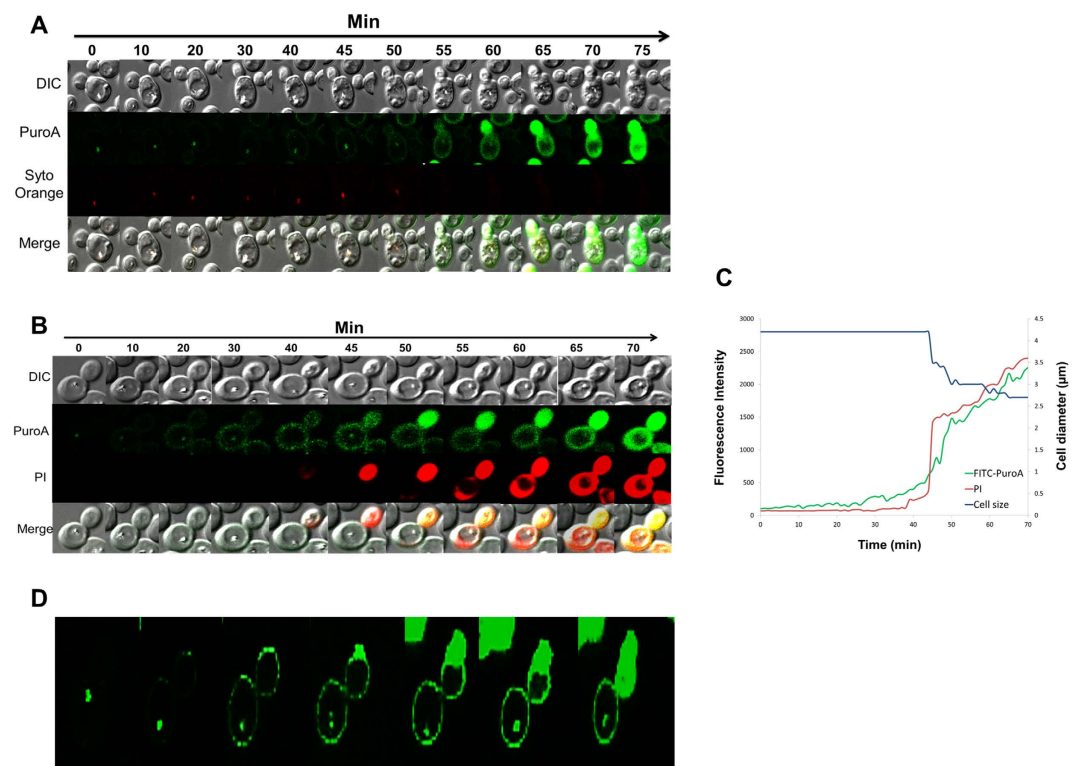 A
Min
0 10 20 30 40 45 50 55 60 65 70 75
DIC
PuroA
Syto
Orange
Merge
B
Min
0 10 20 30 40 45 50 55 60 65 70
DIC
PuroA
PI
Merge
C
3000
2500
2000
1500
1000
500
0
Fluorescence Intensity
4.5
4
3.5
3
2.5
2
1.5
1
0.5
0
Cell diameter (µm)
FITC-PuroA
PI
Cell size
0 10 20 30 40 50 60 70
Time (min)
D